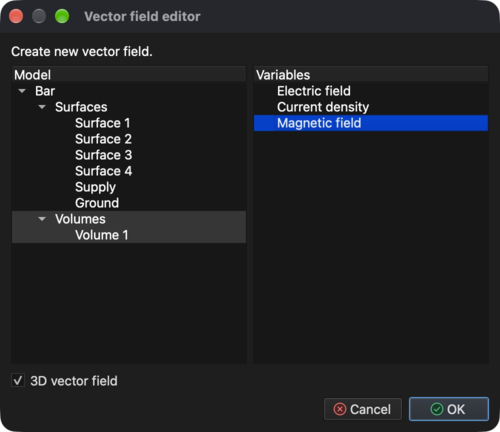 Vector field editor
Create new vector field.
Model
Bar
Surfaces
Surface 1
Surface 2
Surface 3
Surface 4
Supply
Ground
Volumes
Volume 1
Variables
Electric field
Current density
Magnetic field
3D vector field
Cancel
OK